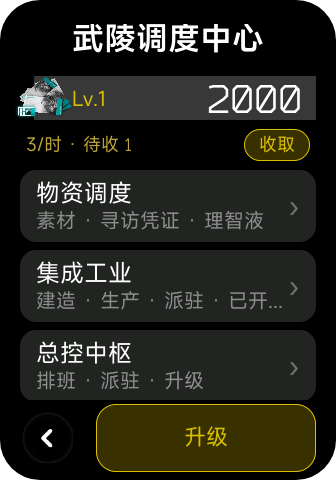 武陵调度中心
Lv.1
2000
3/时 · 待收 1
收取
物资调度
素材 · 寻访凭证 · 理智液
集成工业
建造 · 生产 · 派驻 · 已开...
总控中枢
排班 · 派驻 · 升级
升级